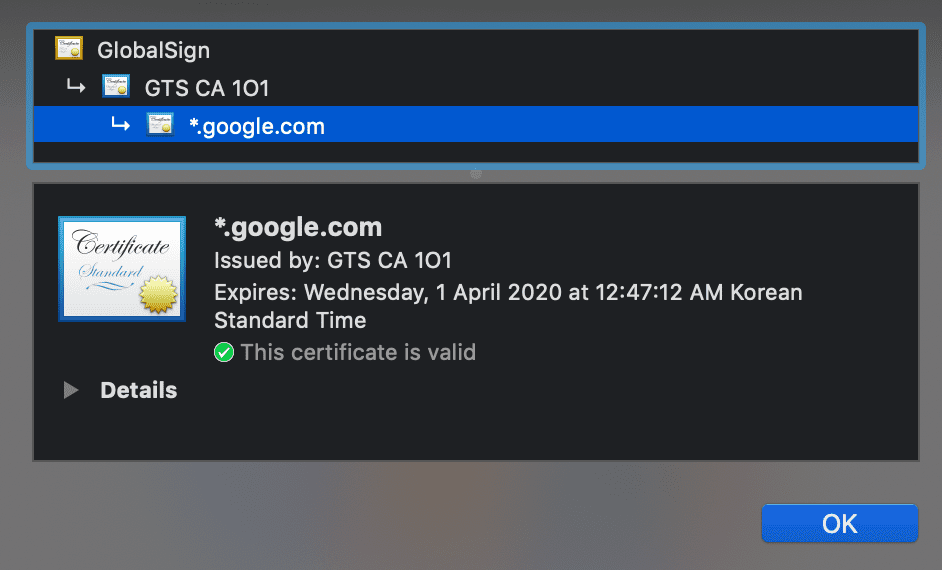 GlobalSign
GTS CA 1O1
*.google.com
Certificate
Standard
*.google.com
Issued by: GTS CA 1O1
Expires: Wednesday, 1 April 2020 at 12:47:12 AM Korean
Standard Time
This certificate is valid
Details
OK